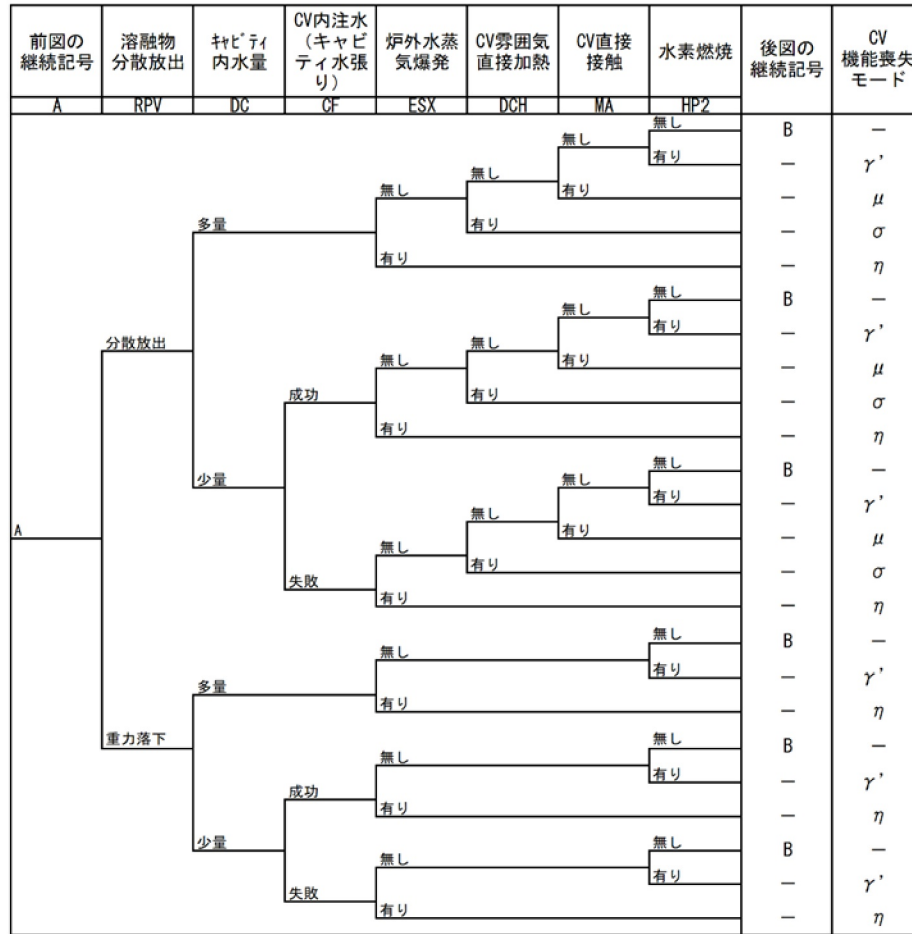 前図の
継続記号
溶融物
分散放出
ｷｬﾋﾞﾃｨ
内水量
CV内注水
（キャビ
ティ水張
り）
炉外水蒸
気爆発
CV雰囲気
直接加熱
CV直接
接触
水素燃焼
後図の
継続記号
CV
機能喪失
モード
A RPV DC CF ESX DCH MA HP2
無し B －
無し
有り － γ'
無し
有り － μ
無し
有り － σ
多量
有り － η
無し B －
無し
有り － γ'
分散放出
無し
有り － μ
無し
成功
有り － σ
有り － η
無し B －
少量
無し
有り － γ'
無し
A
有り － μ
無し
有り － σ
失敗
有り － η
無し B －
無し
有り － γ'
多量
有り － η
重力落下
無し B －
無し
有り － γ'
成功
有り － η
少量
無し B －
無し
有り － γ'
失敗
有り － η